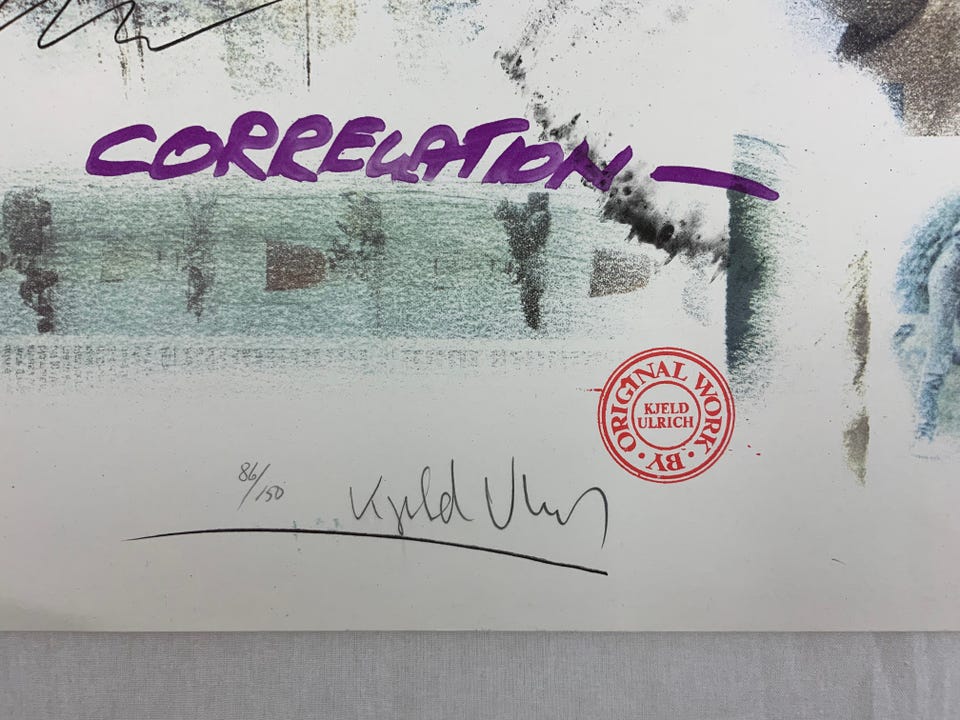 CORRELATION —
ORIGINAL WORK BY
KJELD
ULRICH
86/150 Kjeld Ulrich